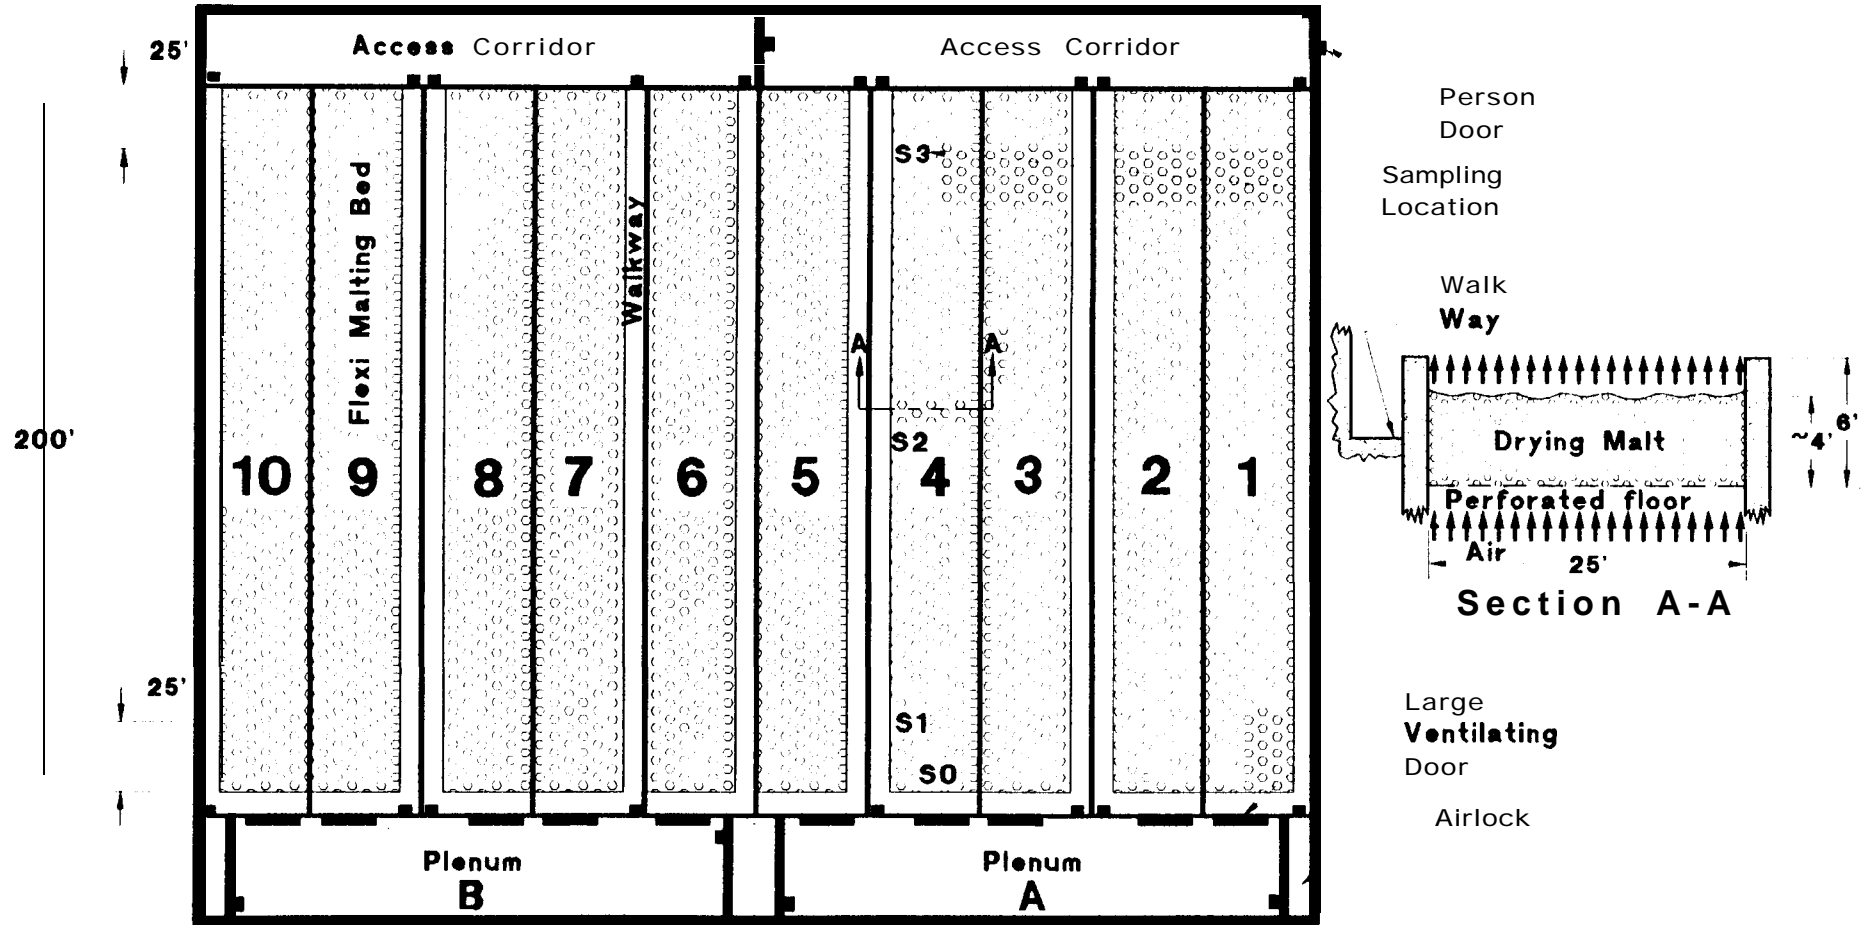 25' Access Corridor Access Corridor
Person
Door
S3
Sampling
Location
Flexi Malting Bed
Walkway
Walk
Way
A A
200'
S2
10 9 8 7 6 5 4 3 2 1
Drying Malt
~4' 6'
Perforated floor
Air
25'
Section A-A
25'
S1
S0
Large
Ventilating
Door
Airlock
Plenum Plenum
B A